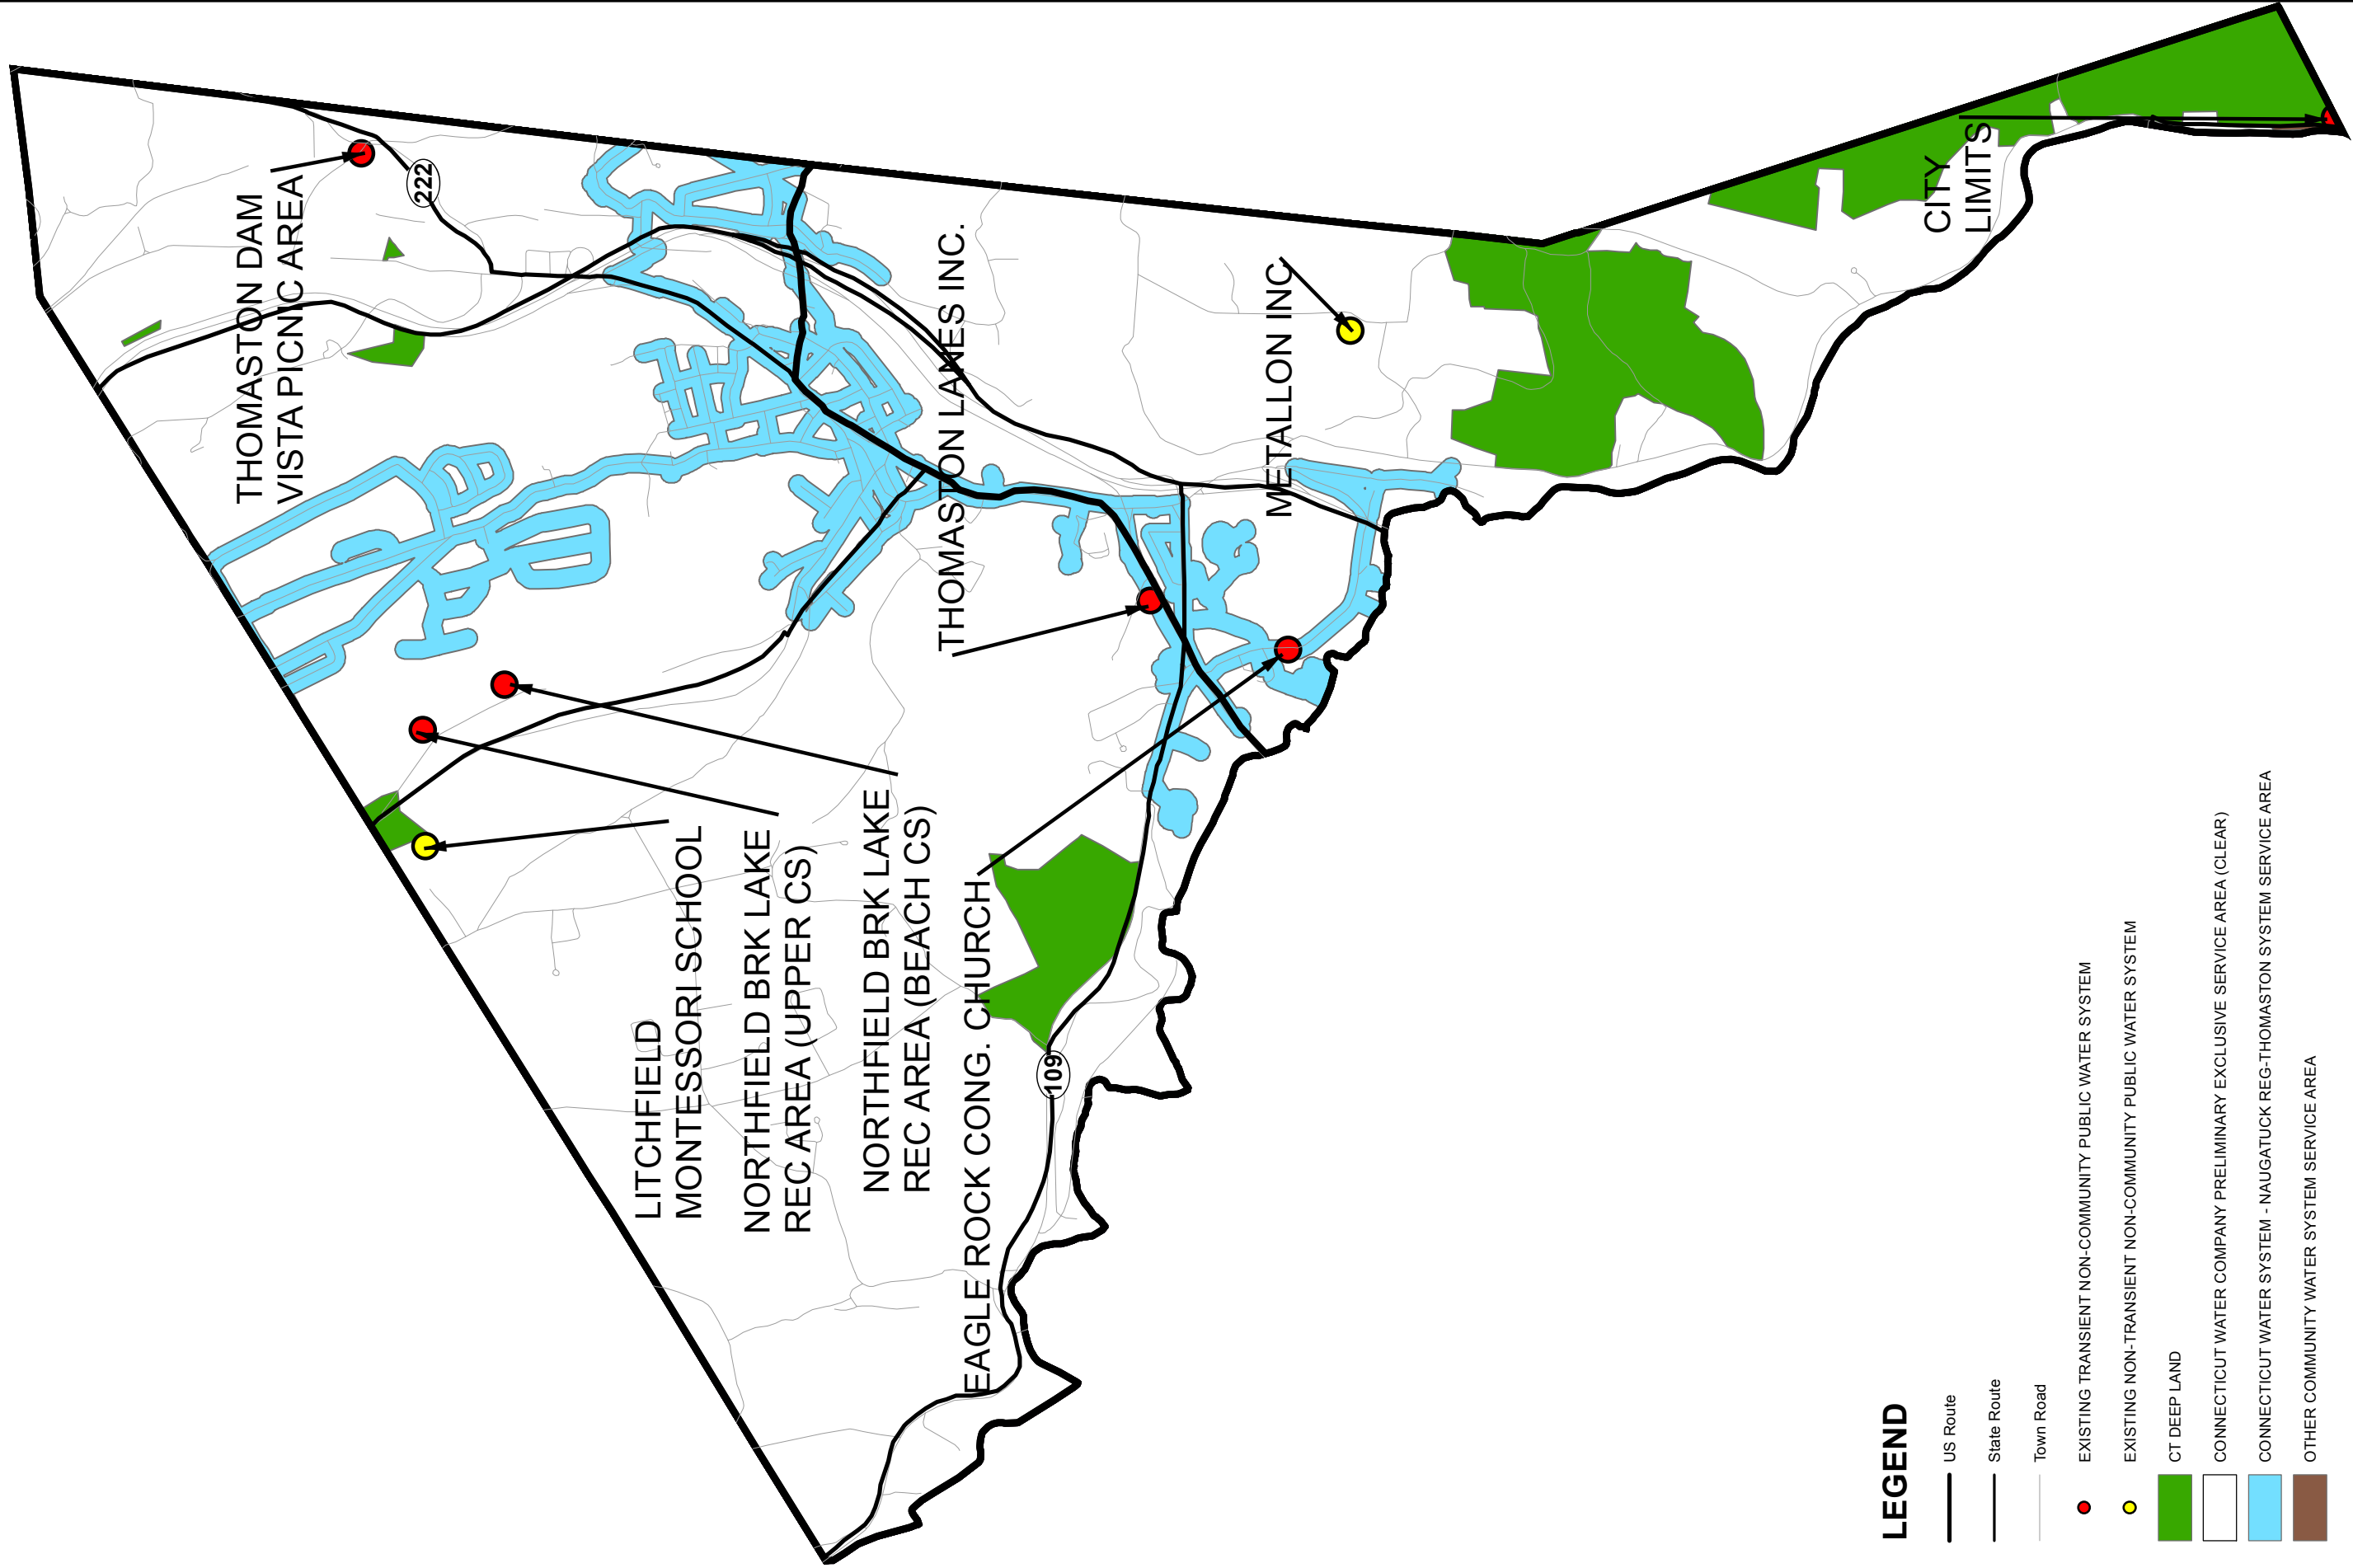 THOMASTON DAM
VISTA PICNIC AREA
222
THOMASTON LANES INC.
METALLON INC
CITY
LIMITS
LITCHFIELD
MONTESSORI SCHOOL
NORTHFIELD BRK LAKE
REC AREA (UPPER CS)
NORTHFIELD BRK LAKE
REC AREA (BEACH CS)
EAGLE ROCK CONG. CHURCH
109
LEGEND
US Route
State Route
Town Road
EXISTING TRANSIENT NON-COMMUNITY PUBLIC WATER SYSTEM
EXISTING NON-TRANSIENT NON-COMMUNITY PUBLIC WATER SYSTEM
CT DEEP LAND
CONNECTICUT WATER COMPANY PRELIMINARY EXCLUSIVE SERVICE AREA (CLEAR)
CONNECTICUT WATER SYSTEM - NAUGATUCK REG-THOMASTON SYSTEM SERVICE AREA
OTHER COMMUNITY WATER SYSTEM SERVICE AREA